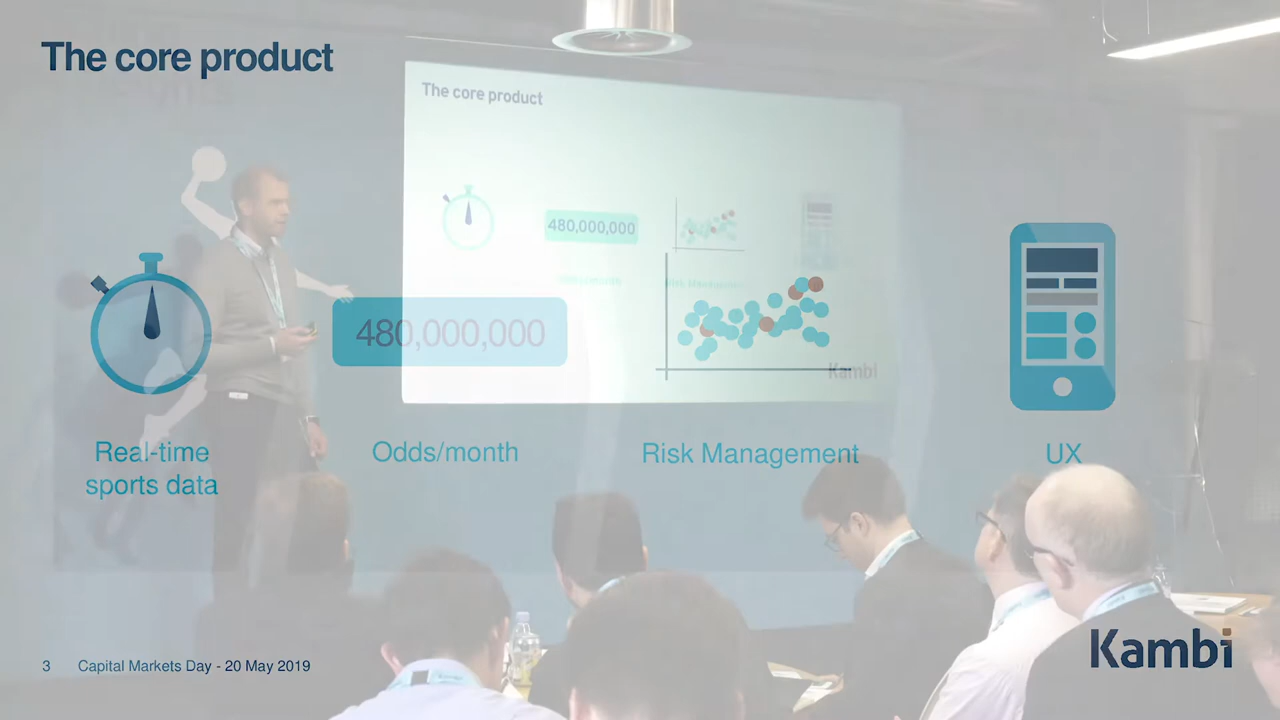 The core product
The core product
480,000,000
480,000,000
Kambi
Real-time
sports data
Odds/month
Risk Management
UX
3 Capital Markets Day - 20 May 2019
Kambi